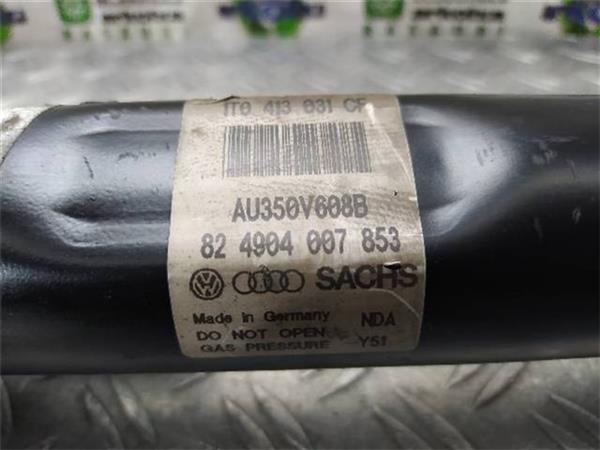 1T0 413 031 CF
AU350V608B
82 4904 007 853
SACHS
Made in Germany NDA
DO NOT OPEN
GAS PRESSURE Y51